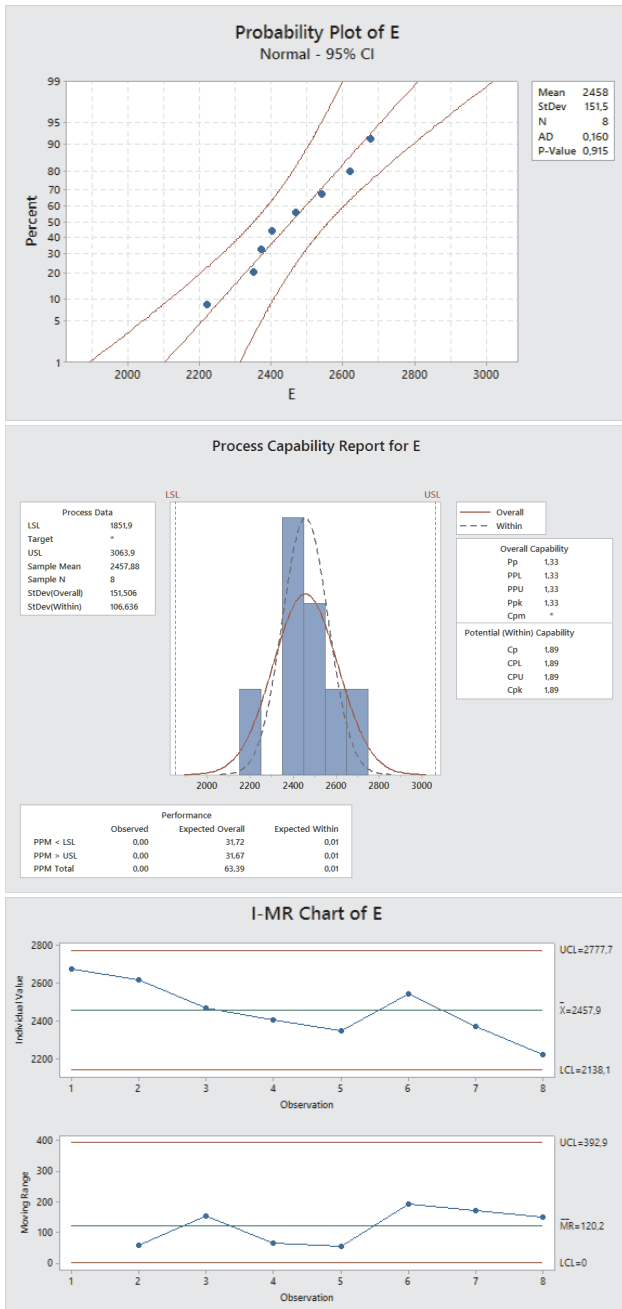 Probability Plot of E
Normal - 95% CI
99
95
90
80
70
60
50
40
30
20
10
5
1
Percent
2000 2200 2400 2600 2800 3000
E
Mean 2458
StDev 151,5
N 8
AD 0,160
P-Value 0,915
Process Capability Report for E
LSL USL
Process Data
LSL 1851,9
Target *
USL 3063,9
Sample Mean 2457,88
Sample N 8
StDev(Overall) 151,506
StDev(Within) 106,636
Overall
Within
Overall Capability
Pp 1,33
PPL 1,33
PPU 1,33
Ppk 1,33
Cpm *
Potential (Within) Capability
Cp 1,89
CPL 1,89
CPU 1,89
Cpk 1,89
2000 2200 2400 2600 2800 3000
Performance
Observed Expected Overall Expected Within
PPM < LSL 0,00 31,72 0,01
PPM > USL 0,00 31,67 0,01
PPM Total 0,00 63,39 0,01
I-MR Chart of E
Individual Value
2800
2600
2400
2200
UCL=2777,7
X̄=2457,9
LCL=2138,1
1 2 3 4 5 6 7 8
Observation
Moving Range
400
300
200
100
0
UCL=392,9
M̄R̄=120,2
LCL=0
1 2 3 4 5 6 7 8
Observation